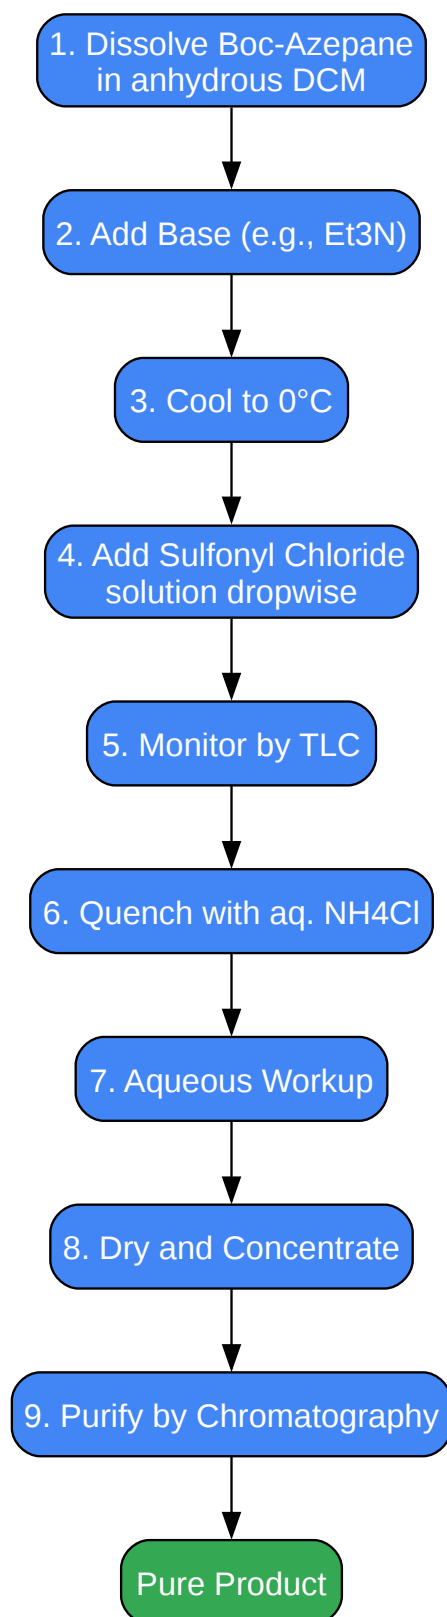 1. Dissolve Boc-Azepane
in anhydrous DCM
2. Add Base (e.g., Et3N)
3. Cool to 0°C
4. Add Sulfonyl Chloride
solution dropwise
5. Monitor by TLC
6. Quench with aq. NH4Cl
7. Aqueous Workup
8. Dry and Concentrate
9. Purify by Chromatography
Pure Product